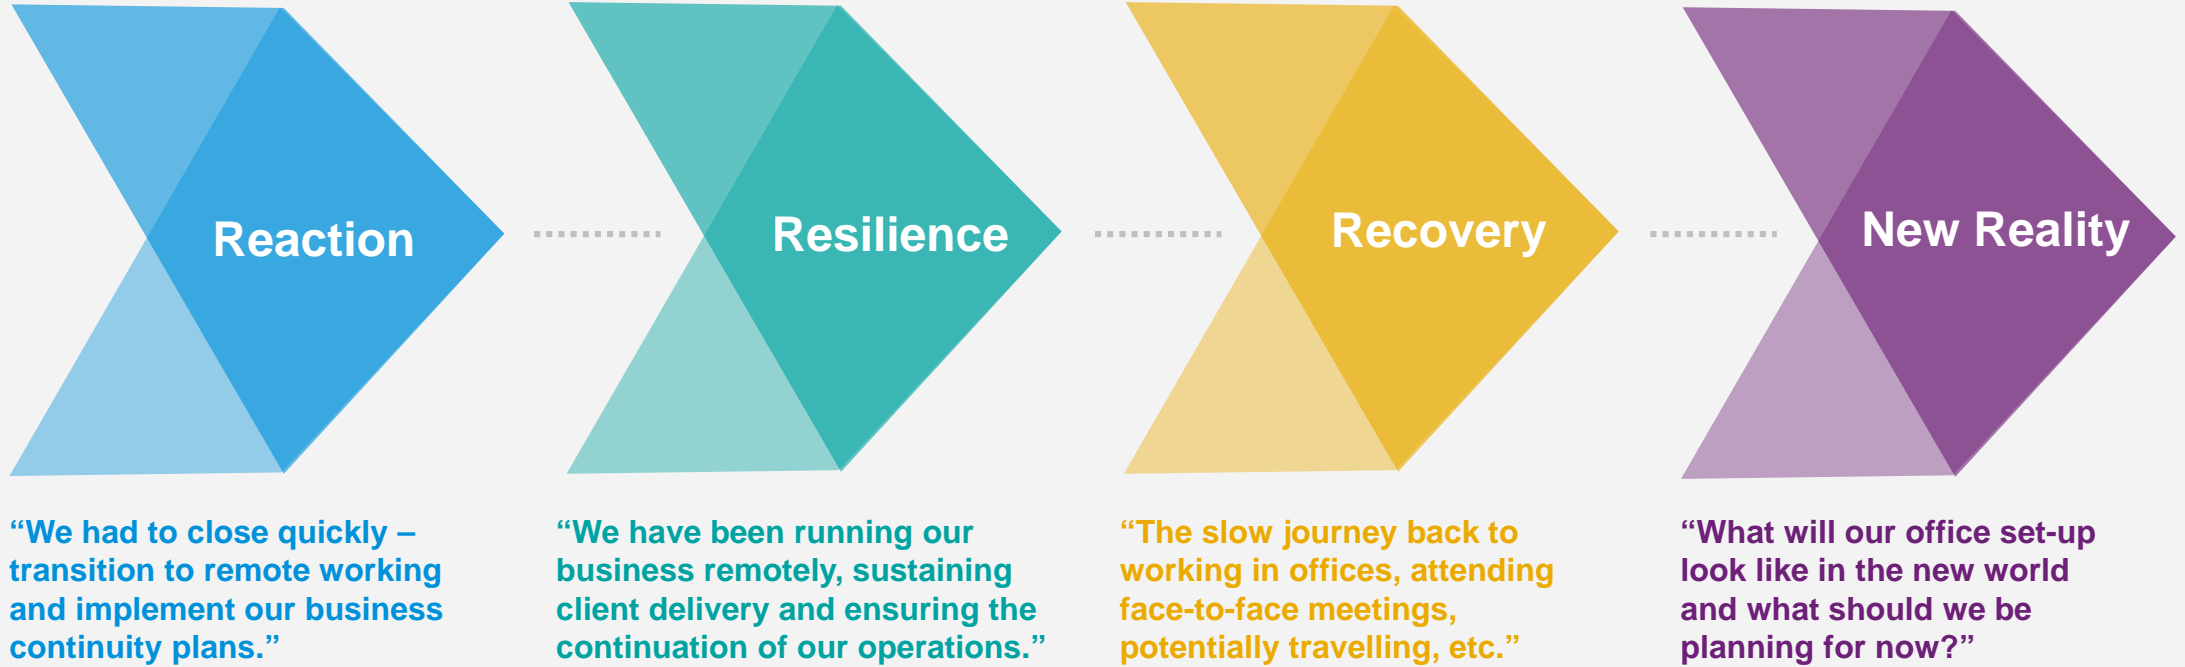 Reaction
Resilience
Recovery
New Reality
“We had to close quickly –
transition to remote working
and implement our business
continuity plans.”
“We have been running our
business remotely, sustaining
client delivery and ensuring the
continuation of our operations.”
“The slow journey back to
working in offices, attending
face-to-face meetings,
potentially travelling, etc.”
“What will our office set-up
look like in the new world
and what should we be
planning for now?”